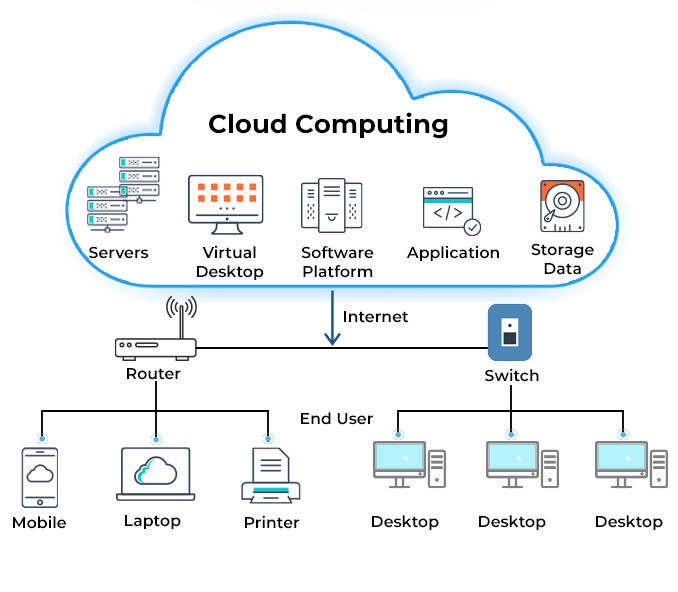 Cloud Computing
Servers
Virtual
Desktop
Software
Platform
Application
Storage
Data
</>
Internet
Router
Switch
End User
Mobile
Laptop
Printer
Desktop
Desktop
Desktop